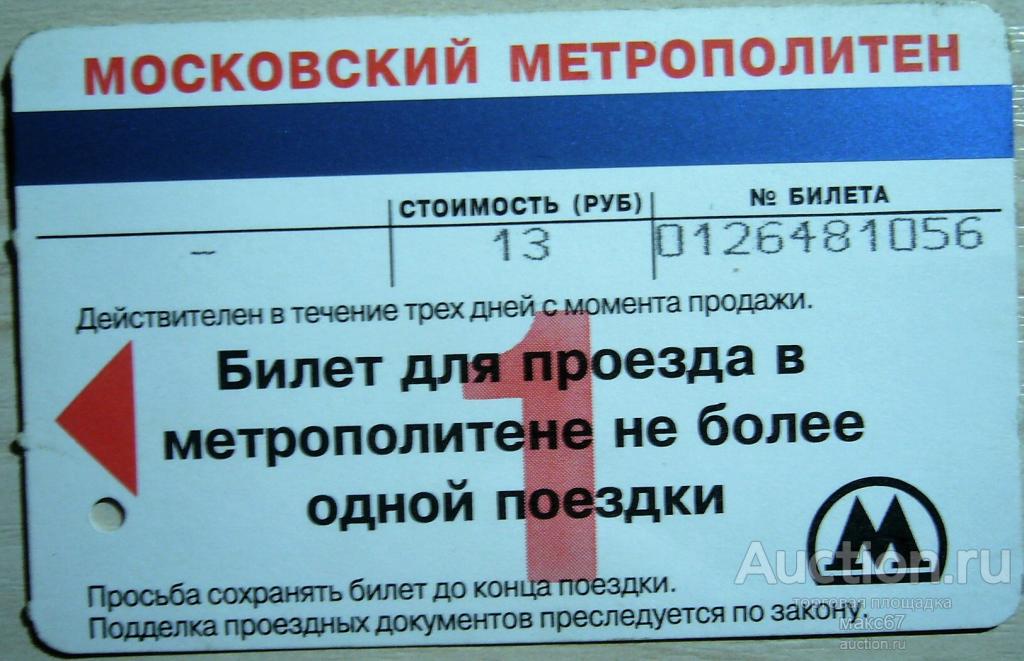 МОСКОВСКИЙ МЕТРОПОЛИТЕН
СТОИМОСТЬ (РУБ) № БИЛЕТА
– 13 0126481056
Действителен в течение трех дней с момента продажи.
1
Билет для проезда в
метрополитене не более
одной поездки
М
Просьба сохранять билет до конца поездки.
Подделка проездных документов преследуется по закону.
Auction.ru
торговая площадка
Макс67
auction.ru